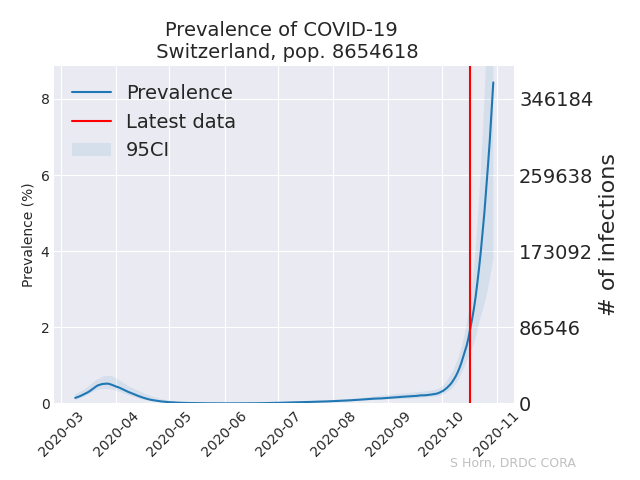 Prevalence of COVID-19
Switzerland, pop. 8654618
Prevalence
Latest data
95CI
Prevalence (%)
8
6
4
2
0
346184
259638
173092
86546
0
# of infections
2020-03
2020-04
2020-05
2020-06
2020-07
2020-08
2020-09
2020-10
2020-11
S Horn, DRDC CORA